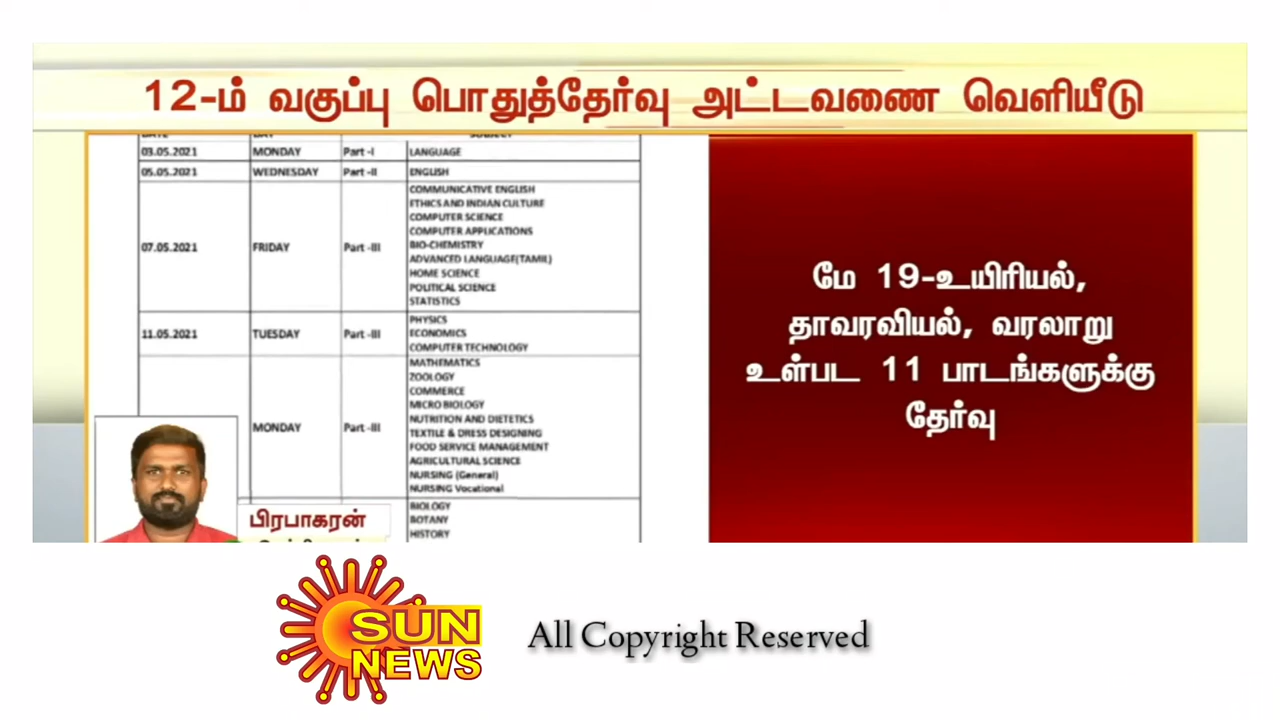 12-ம் வகுப்பு பொதுத்தேர்வு அட்டவணை வெளியீடு
DATE DAY SUBJECT
03.05.2021 MONDAY Part -I LANGUAGE
05.05.2021 WEDNESDAY Part -II ENGLISH
07.05.2021 FRIDAY Part -III
COMMUNICATIVE ENGLISH
ETHICS AND INDIAN CULTURE
COMPUTER SCIENCE
COMPUTER APPLICATIONS
BIO-CHEMISTRY
ADVANCED LANGUAGE(TAMIL)
HOME SCIENCE
POLITICAL SCIENCE
STATISTICS
11.05.2021 TUESDAY Part -III
PHYSICS
ECONOMICS
COMPUTER TECHNOLOGY
MONDAY Part -III
MATHEMATICS
ZOOLOGY
COMMERCE
MICRO BIOLOGY
NUTRITION AND DIETETICS
TEXTILE & DRESS DESIGNING
FOOD SERVICE MANAGEMENT
AGRICULTURAL SCIENCE
NURSING (General)
NURSING Vocational
BIOLOGY
BOTANY
HISTORY
பிரபாகரன்
மே 19-உயிரியல்,
தாவரவியல், வரலாறு
உள்பட 11 பாடங்களுக்கு
தேர்வு
SUN
NEWS
All Copyright Reserved